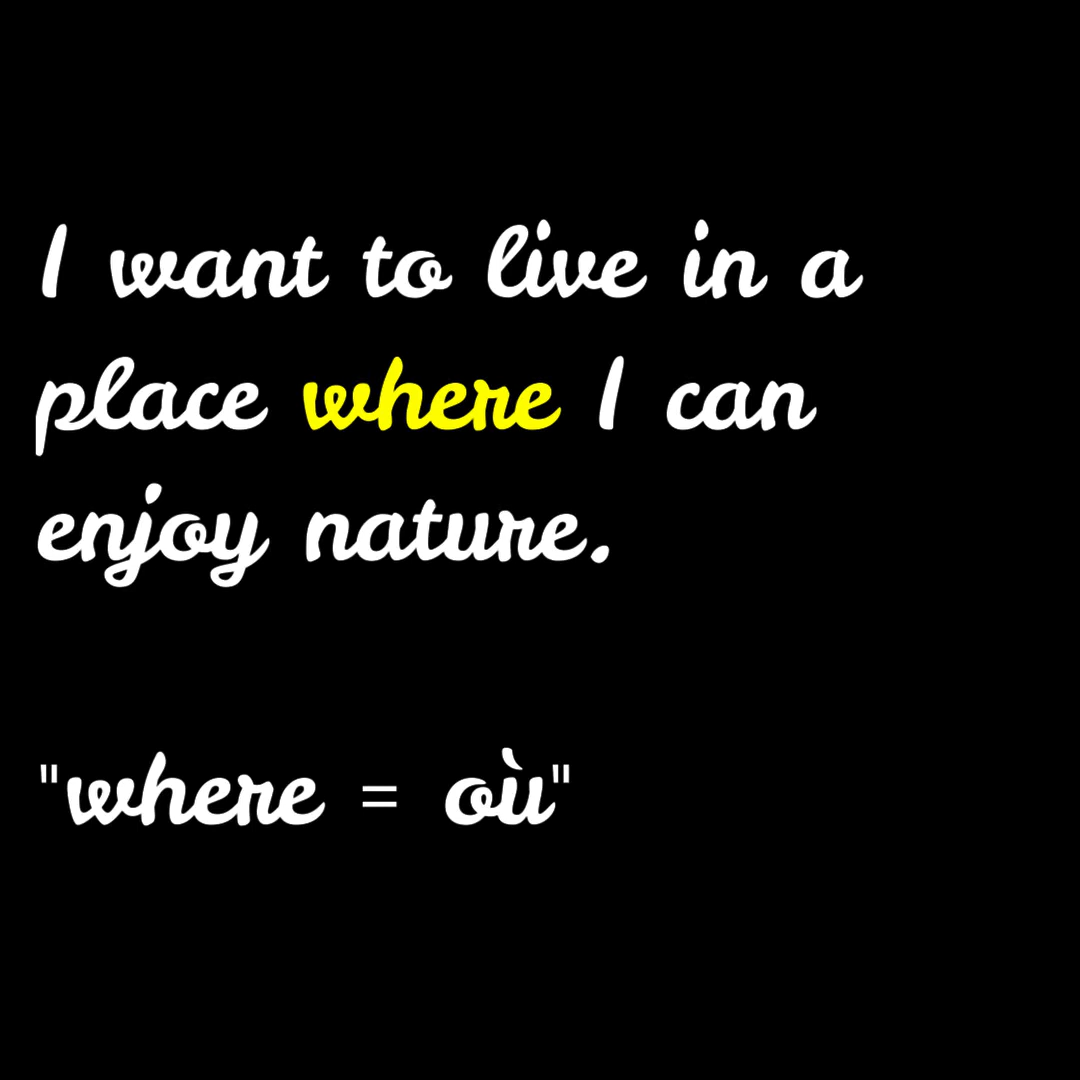 I want to live in a
place where I can
enjoy nature.
"where = où"